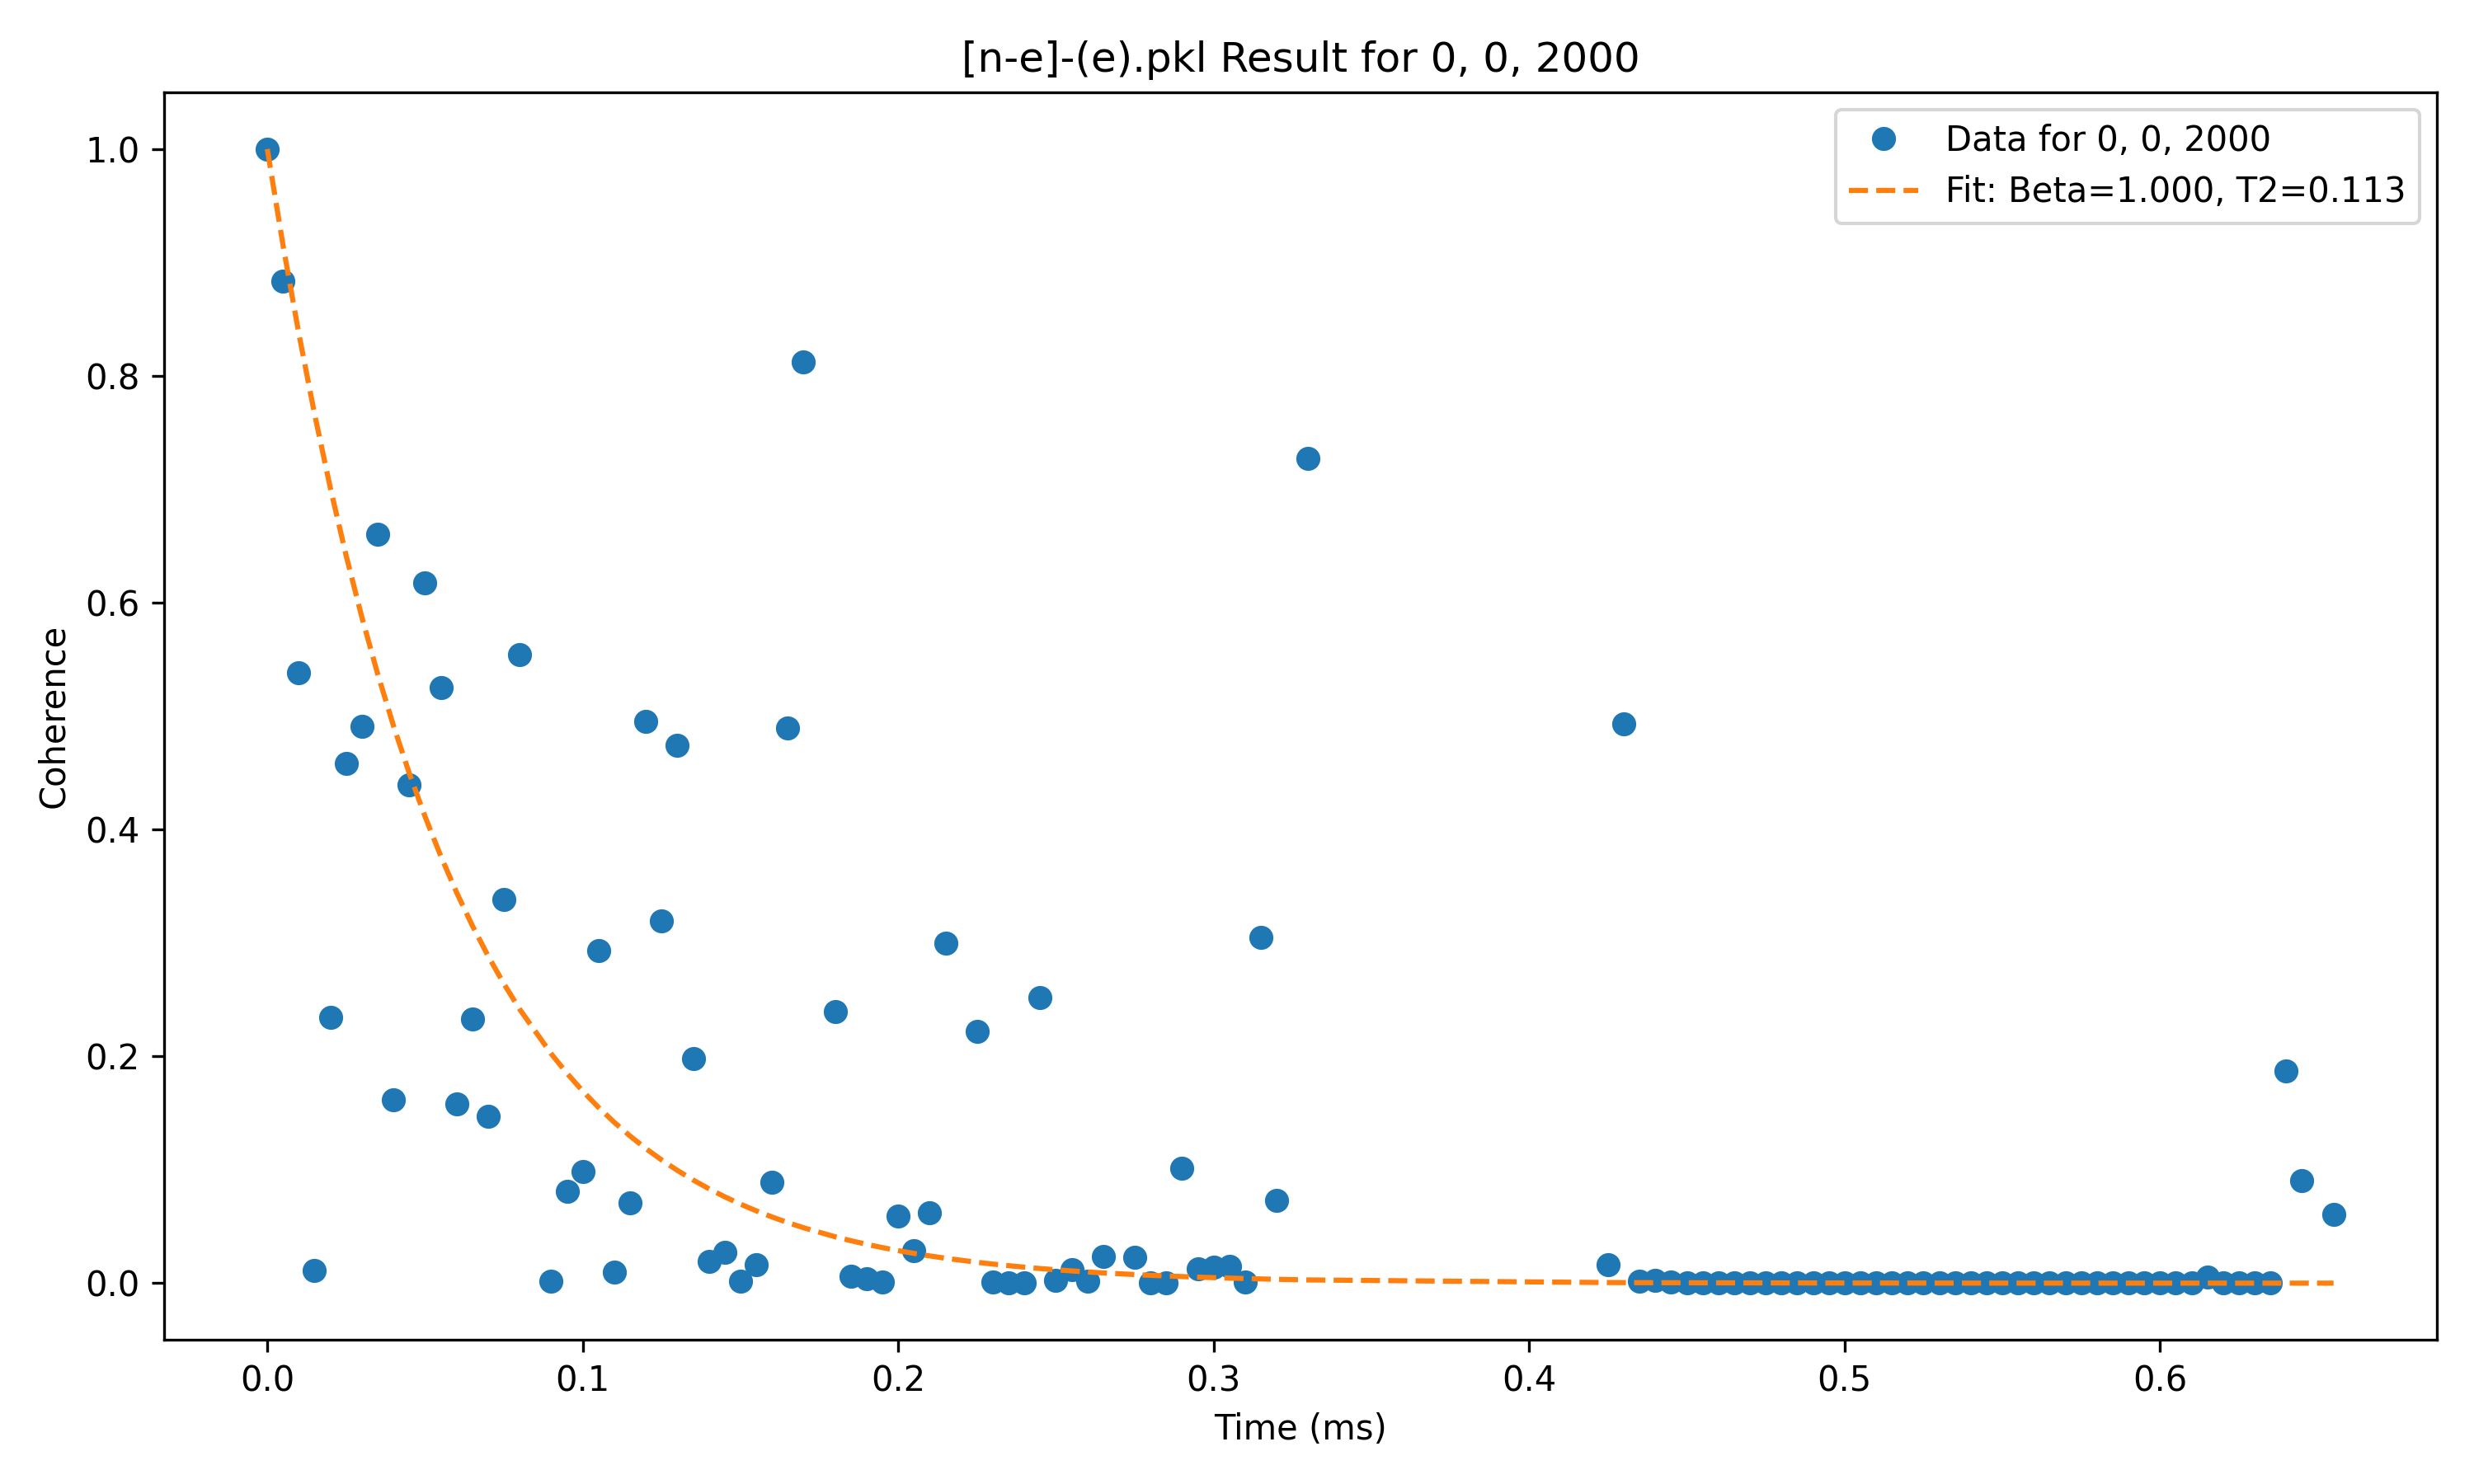 [n-e]-(e).pkl Result for 0, 0, 2000
Data for 0, 0, 2000
Fit: Beta=1.000, T2=0.113
Coherence
1.0
0.8
0.6
0.4
0.2
0.0
0.0 0.1 0.2 0.3 0.4 0.5 0.6
Time (ms)